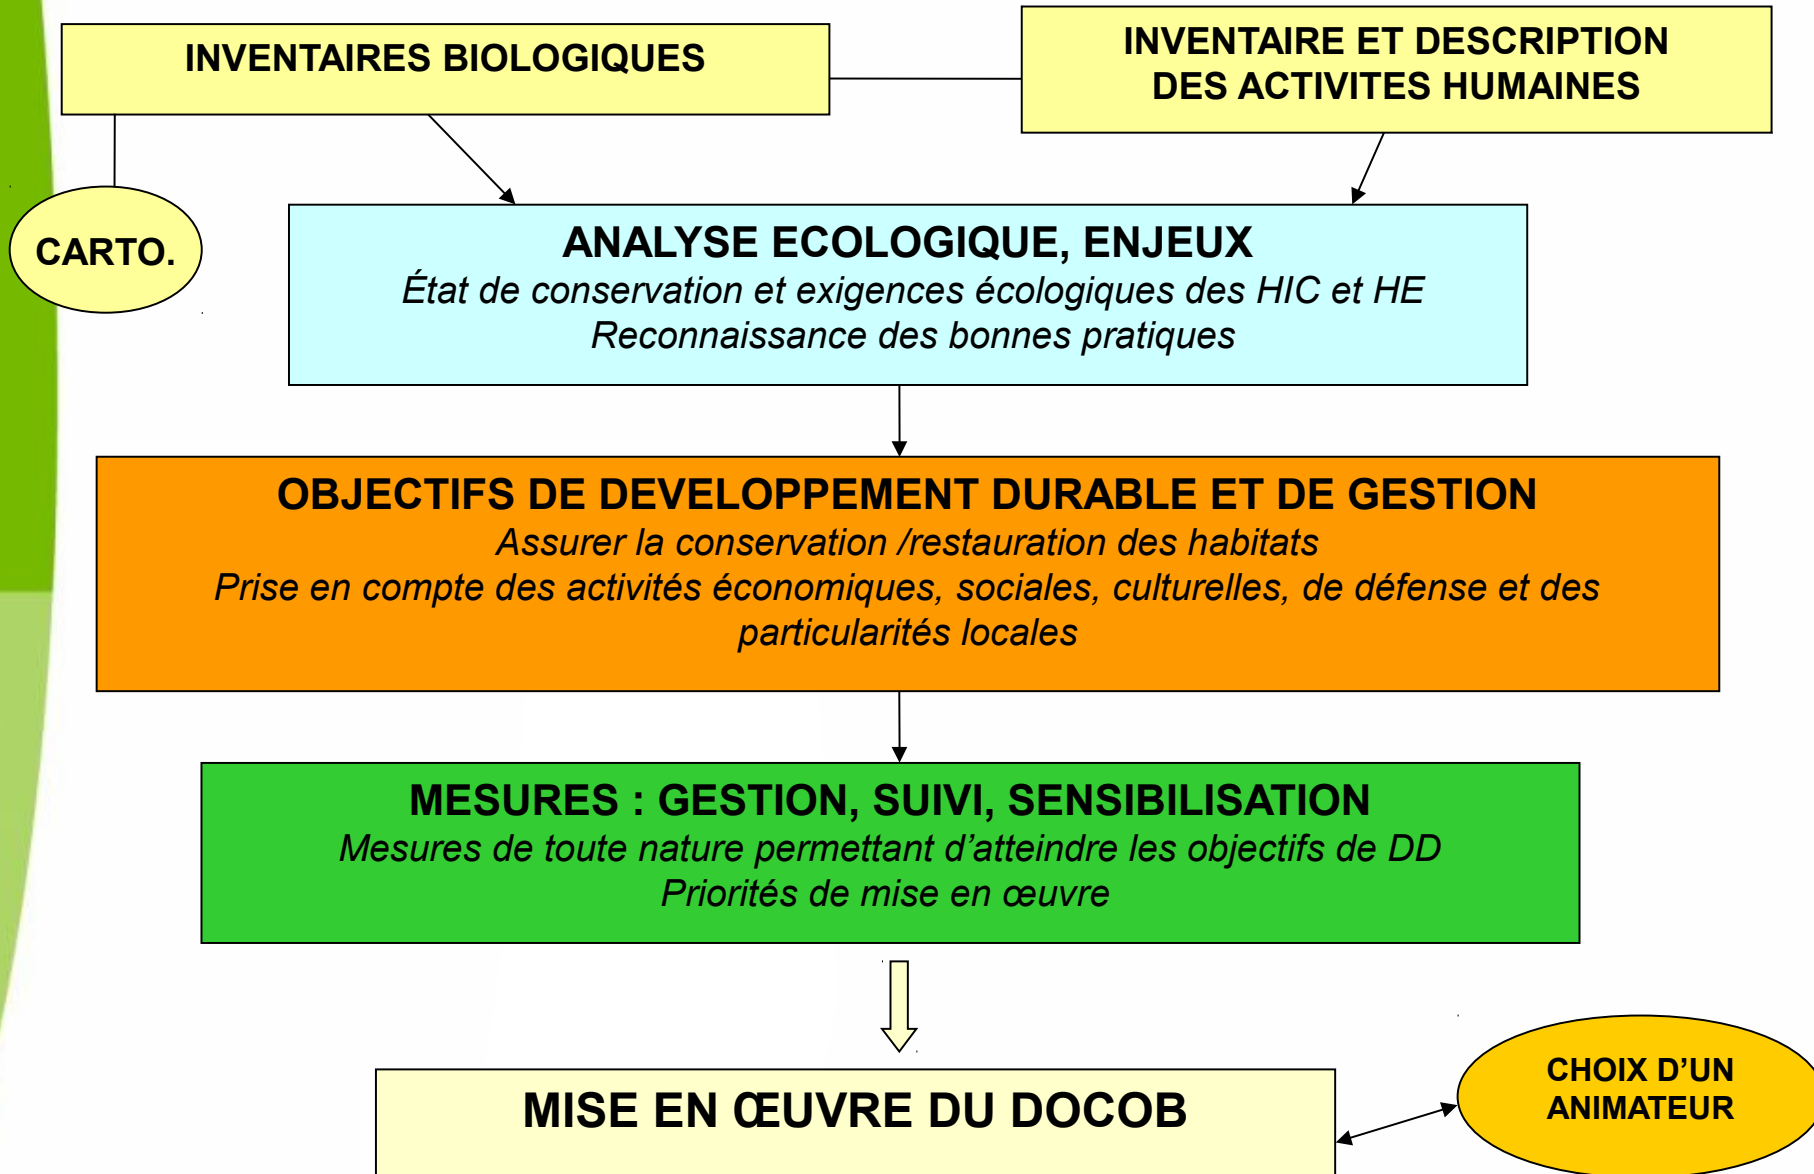 INVENTAIRES BIOLOGIQUES
INVENTAIRE ET DESCRIPTION
DES ACTIVITES HUMAINES
CARTO.
ANALYSE ECOLOGIQUE, ENJEUX
État de conservation et exigences écologiques des HIC et HE
Reconnaissance des bonnes pratiques
OBJECTIFS DE DEVELOPPEMENT DURABLE ET DE GESTION
Assurer la conservation /restauration des habitats
Prise en compte des activités économiques, sociales, culturelles, de défense et des
particularités locales
MESURES : GESTION, SUIVI, SENSIBILISATION
Mesures de toute nature permettant d’atteindre les objectifs de DD
Priorités de mise en œuvre
MISE EN ŒUVRE DU DOCOB
CHOIX D’UN
ANIMATEUR